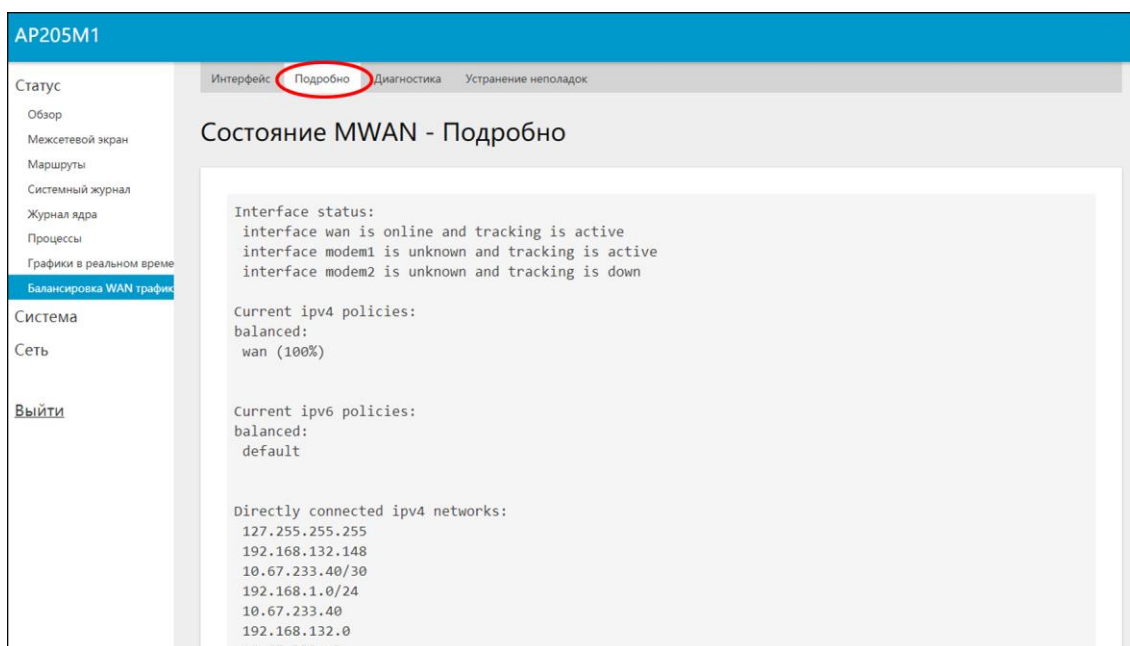 AP205M1
Статус
Обзор
Межсетевой экран
Маршруты
Системный журнал
Журнал ядра
Процессы
Графики в реальном време
Балансировка WAN трафик
Система
Сеть
Выйти
Интерфейс Подробно Диагностика Устранение неполадок
Состояние MWAN - Подробно
Interface status:
interface wan is online and tracking is active
interface modem1 is unknown and tracking is active
interface modem2 is unknown and tracking is down
Current ipv4 policies:
balanced:
wan (100%)
Current ipv6 policies:
balanced:
default
Directly connected ipv4 networks:
127.255.255.255
192.168.132.148
10.67.233.40/30
192.168.1.0/24
10.67.233.40
192.168.132.0